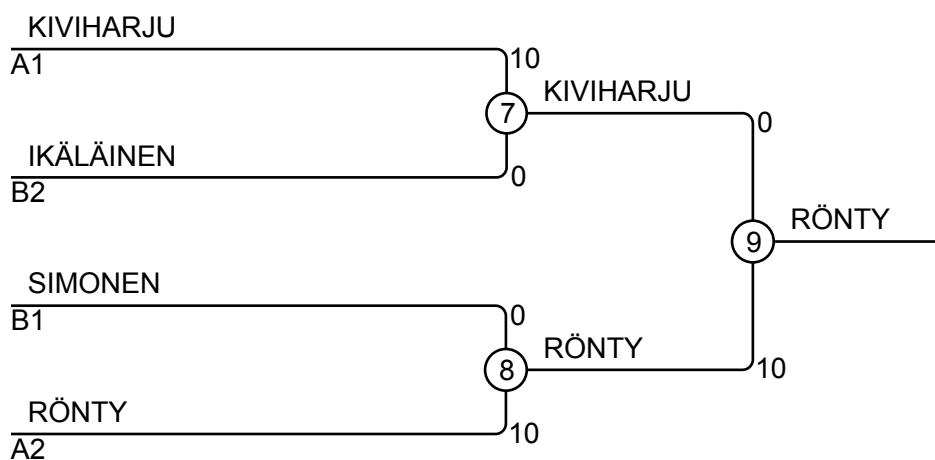 KIVIHARJU
A1
10
7
KIVIHARJU
0
IKÄLÄINEN
B2
0
9
RÖNTY
SIMONEN
B1
0
8
RÖNTY
10
RÖNTY
A2
10